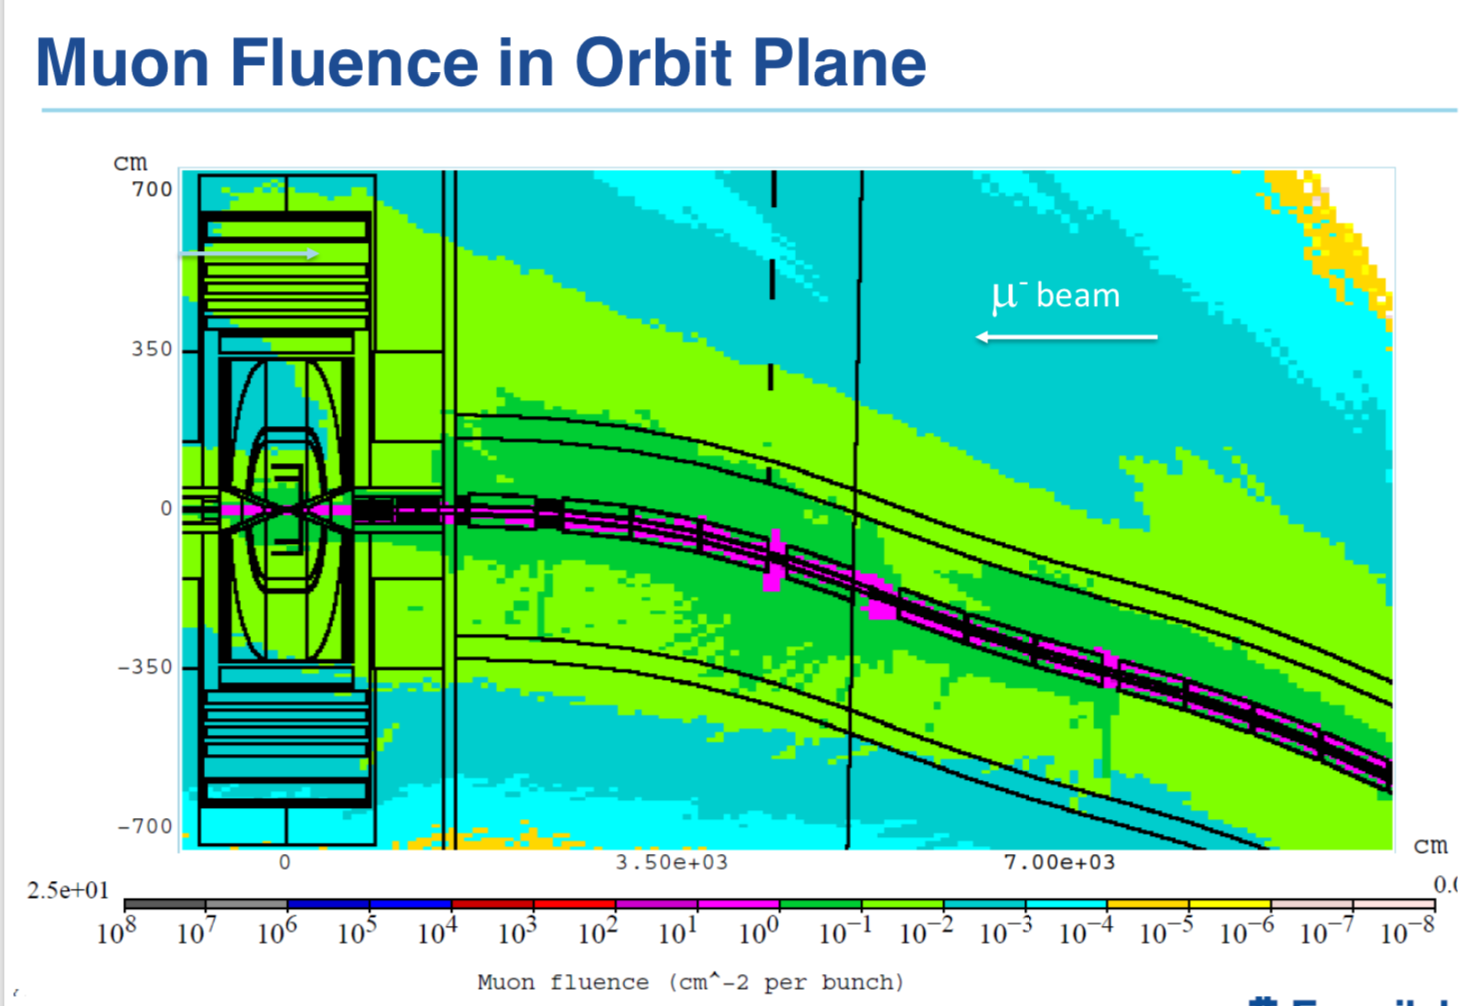 Muon Fluence in Orbit Plane
cm
700
350
0
−350
−700
μ⁻ beam
cm
0 3.50e+03 7.00e+03
2.5e+01
10⁸ 10⁷ 10⁶ 10⁵ 10⁴ 10³ 10² 10¹ 10⁰ 10⁻¹ 10⁻² 10⁻³ 10⁻⁴ 10⁻⁵ 10⁻⁶ 10⁻⁷ 10⁻⁸
Muon fluence (cm^-2 per bunch)